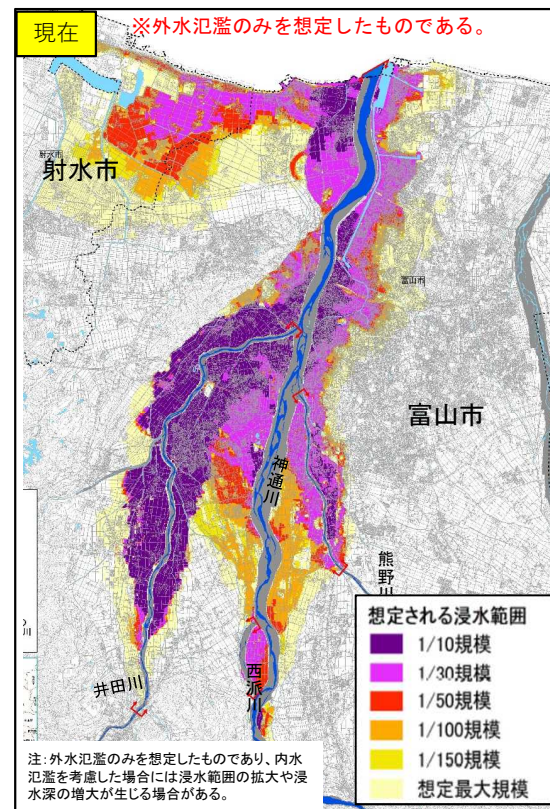 現在
※外水氾濫のみを想定したものである。
射水市
射水市
富山市
富山市
神通川
熊野川
井田川
西派川
想定される浸水範囲
1/10規模
1/30規模
1/50規模
1/100規模
1/150規模
想定最大規模
注：外水氾濫のみを想定したものであり、内水
氾濫を考慮した場合には浸水範囲の拡大や浸
水深の増大が生じる場合がある。